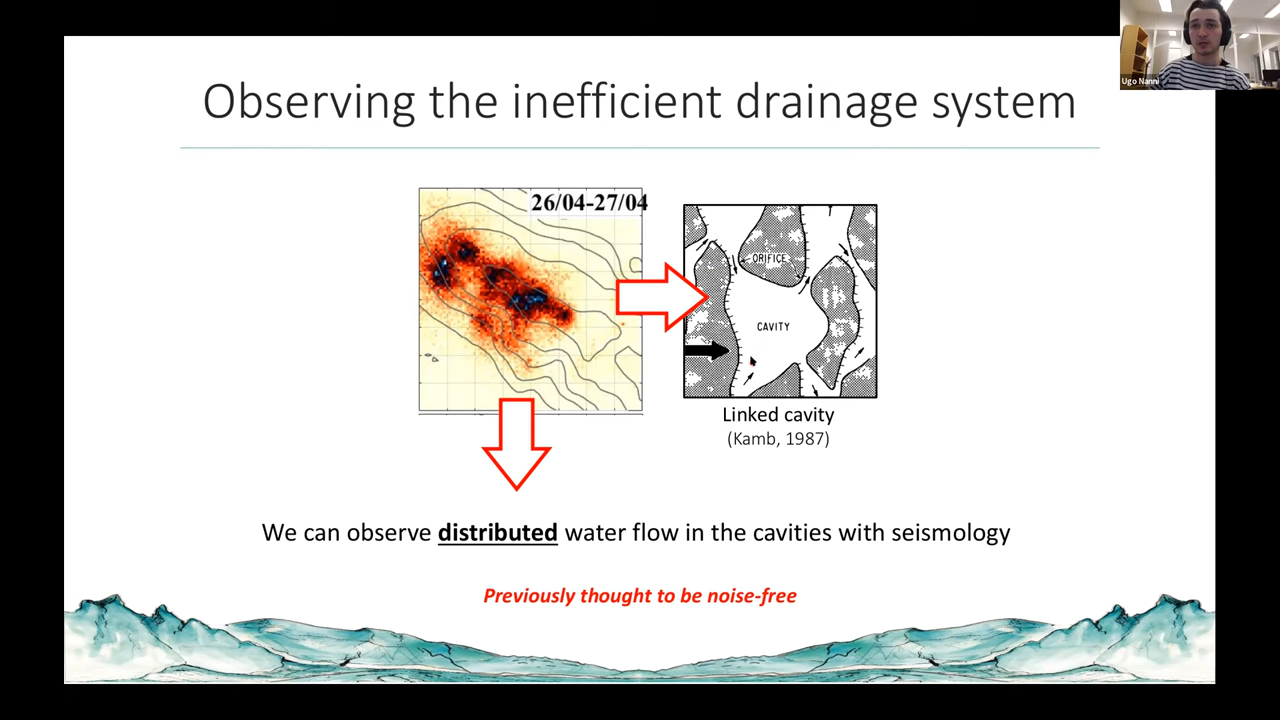 Ugo Nanni
Observing the inefficient drainage system
26/04-27/04
ORIFICE
CAVITY
Linked cavity
(Kamb, 1987)
We can observe distributed water flow in the cavities with seismology
Previously thought to be noise-free